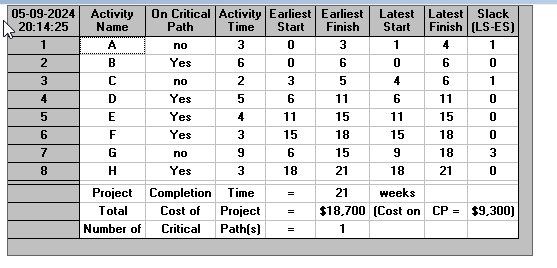 05-09-2024 Activity On Critical Activity Earliest Earliest Latest Latest Slack
20:14:25 Name Path Time Start Finish Start Finish (LS-ES)
1 A no 3 0 3 1 4 1
2 B Yes 6 0 6 0 6 0
3 C no 2 3 5 4 6 1
4 D Yes 5 6 11 6 11 0
5 E Yes 4 11 15 11 15 0
6 F Yes 3 15 18 15 18 0
7 G no 9 6 15 9 18 3
8 H Yes 3 18 21 18 21 0
Project Completion Time = 21 weeks
Total Cost of Project = $18,700 (Cost on CP = $9,300)
Number of Critical Path(s) = 1